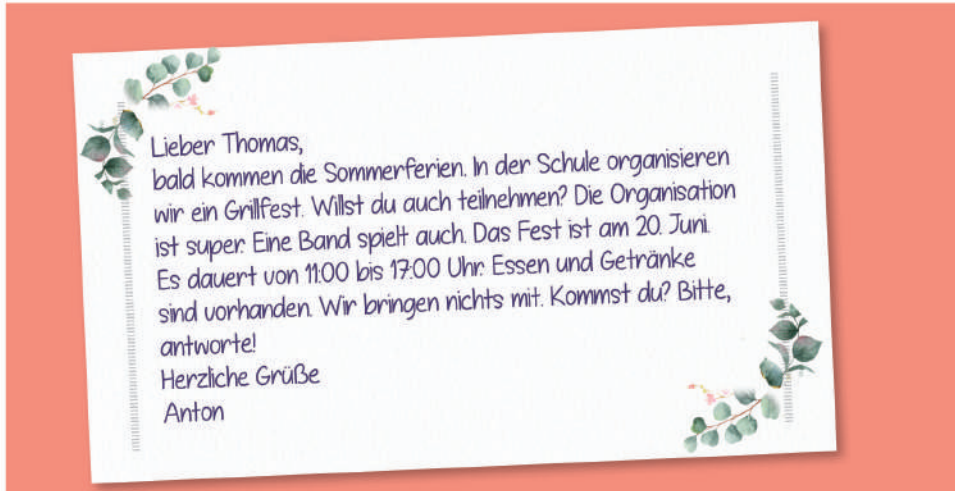 Lieber Thomas,
bald kommen die Sommerferien. In der Schule organisieren
wir ein Grillfest. Willst du auch teilnehmen? Die Organisation
ist super. Eine Band spielt auch. Das Fest ist am 20. Juni.
Es dauert von 11:00 bis 17:00 Uhr. Essen und Getränke
sind vorhanden. Wir bringen nichts mit. Kommst du? Bitte,
antworte!
Herzliche Grüße
Anton